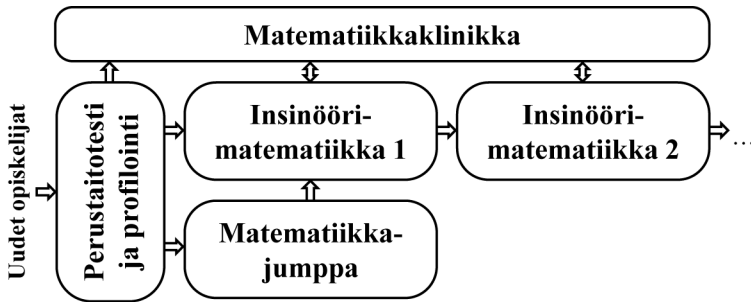 Matematiikkaklinikka
Uudet opiskelijat
Perustaitotesti
ja profilointi
Insinööri-
matematiikka 1
Insinööri-
matematiikka 2
...
Matematiikka-
jumppa